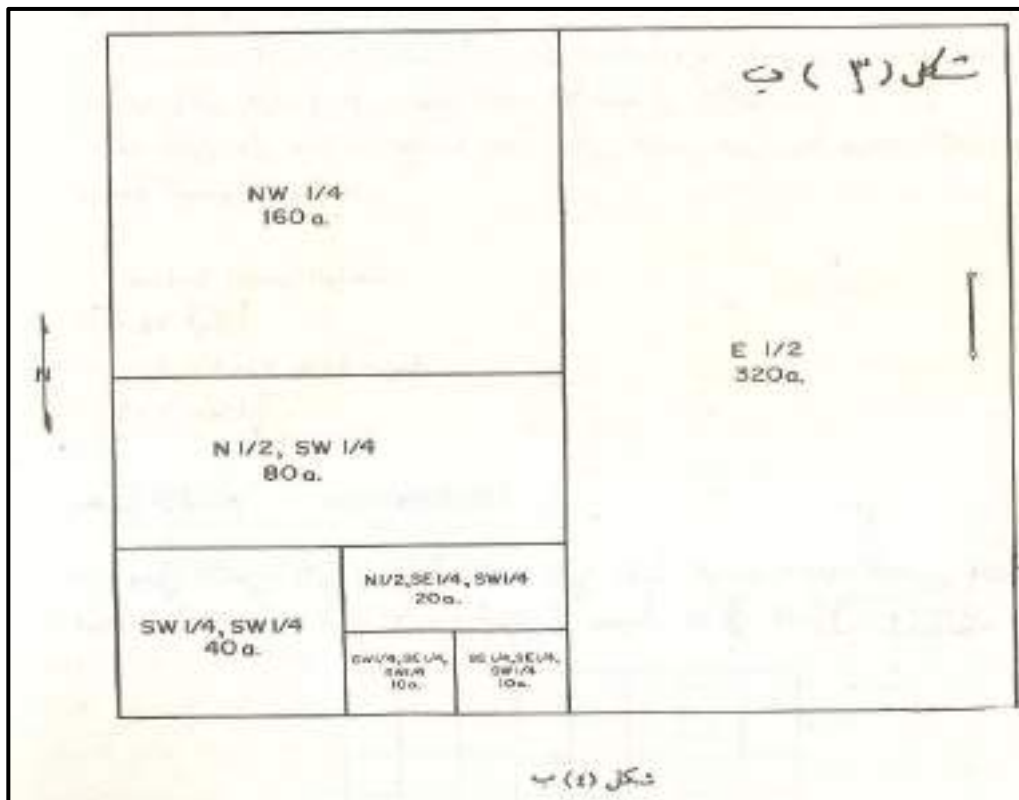 شكل (٣) ب
NW 1/4
160 a.
N
E 1/2
320 a.
N 1/2, SW 1/4
80 a.
N1/2, SE1/4, SW1/4
20 a.
SW 1/4, SW 1/4
40 a.
SW1/4, SE1/4,
SW1/4
10a.
SE 1/4, SE1/4,
SW1/4
10a.
شكل (٤) ب